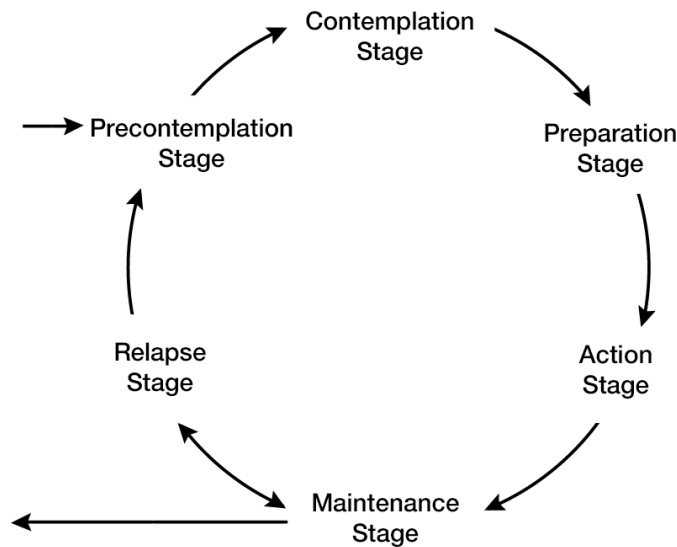 Contemplation
Stage
Precontemplation
Stage
Preparation
Stage
Relapse
Stage
Action
Stage
Maintenance
Stage